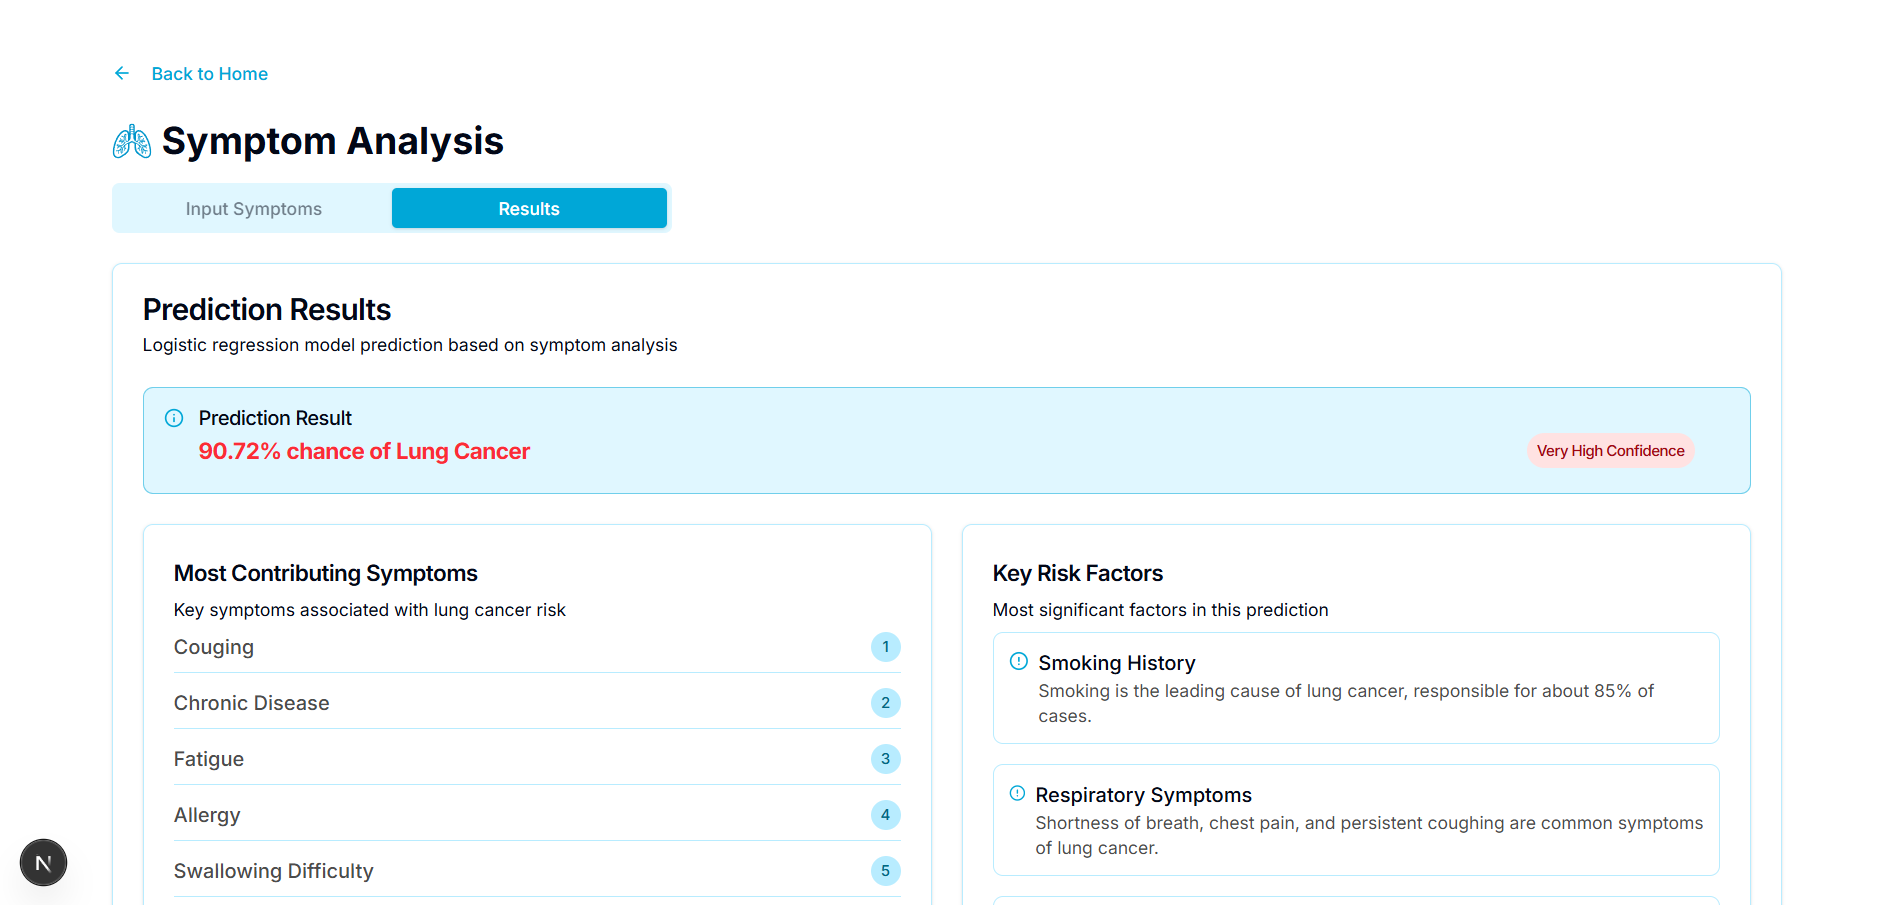 Back to Home
Symptom Analysis
Input Symptoms
Results
Prediction Results
Logistic regression model prediction based on symptom analysis
Prediction Result
90.72% chance of Lung Cancer
Very High Confidence
Most Contributing Symptoms
Key symptoms associated with lung cancer risk
Couging 1
Chronic Disease 2
Fatigue 3
Allergy 4
Swallowing Difficulty 5
Key Risk Factors
Most significant factors in this prediction
Smoking History
Smoking is the leading cause of lung cancer, responsible for about 85% of
cases.
Respiratory Symptoms
Shortness of breath, chest pain, and persistent coughing are common symptoms
of lung cancer.
N